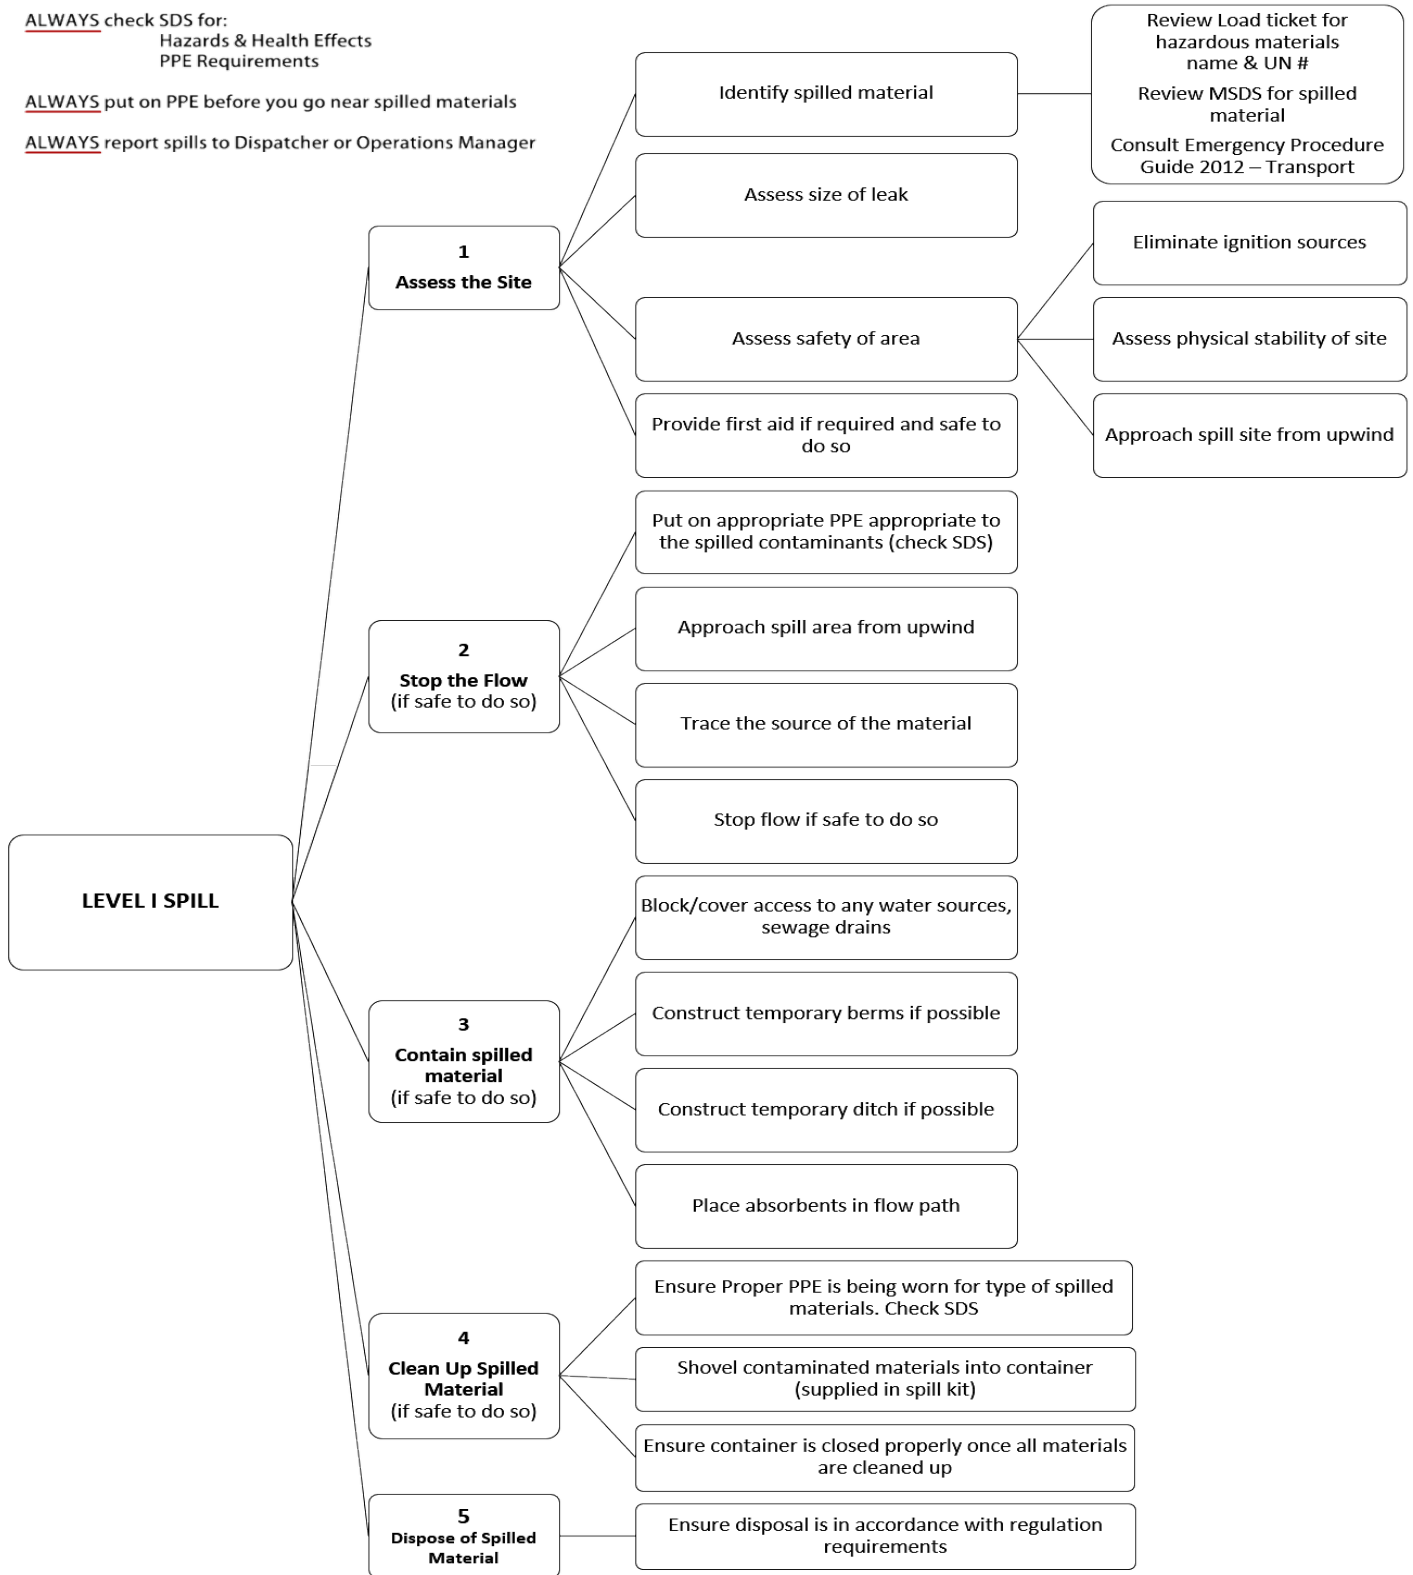 ALWAYS check SDS for:
Hazards & Health Effects
PPE Requirements
ALWAYS put on PPE before you go near spilled materials
ALWAYS report spills to Dispatcher or Operations Manager
LEVEL I SPILL
1
Assess the Site
Identify spilled material
Review Load ticket for
hazardous materials
name & UN #
Review MSDS for spilled
material
Consult Emergency Procedure
Guide 2012 – Transport
Assess size of leak
Assess safety of area
Eliminate ignition sources
Assess physical stability of site
Approach spill site from upwind
Provide first aid if required and safe to
do so
2
Stop the Flow
(if safe to do so)
Put on appropriate PPE appropriate to
the spilled contaminants (check SDS)
Approach spill area from upwind
Trace the source of the material
Stop flow if safe to do so
3
Contain spilled
material
(if safe to do so)
Block/cover access to any water sources,
sewage drains
Construct temporary berms if possible
Construct temporary ditch if possible
Place absorbents in flow path
4
Clean Up Spilled
Material
(if safe to do so)
Ensure Proper PPE is being worn for type of spilled
materials. Check SDS
Shovel contaminated materials into container
(supplied in spill kit)
Ensure container is closed properly once all materials
are cleaned up
5
Dispose of Spilled
Material
Ensure disposal is in accordance with regulation
requirements